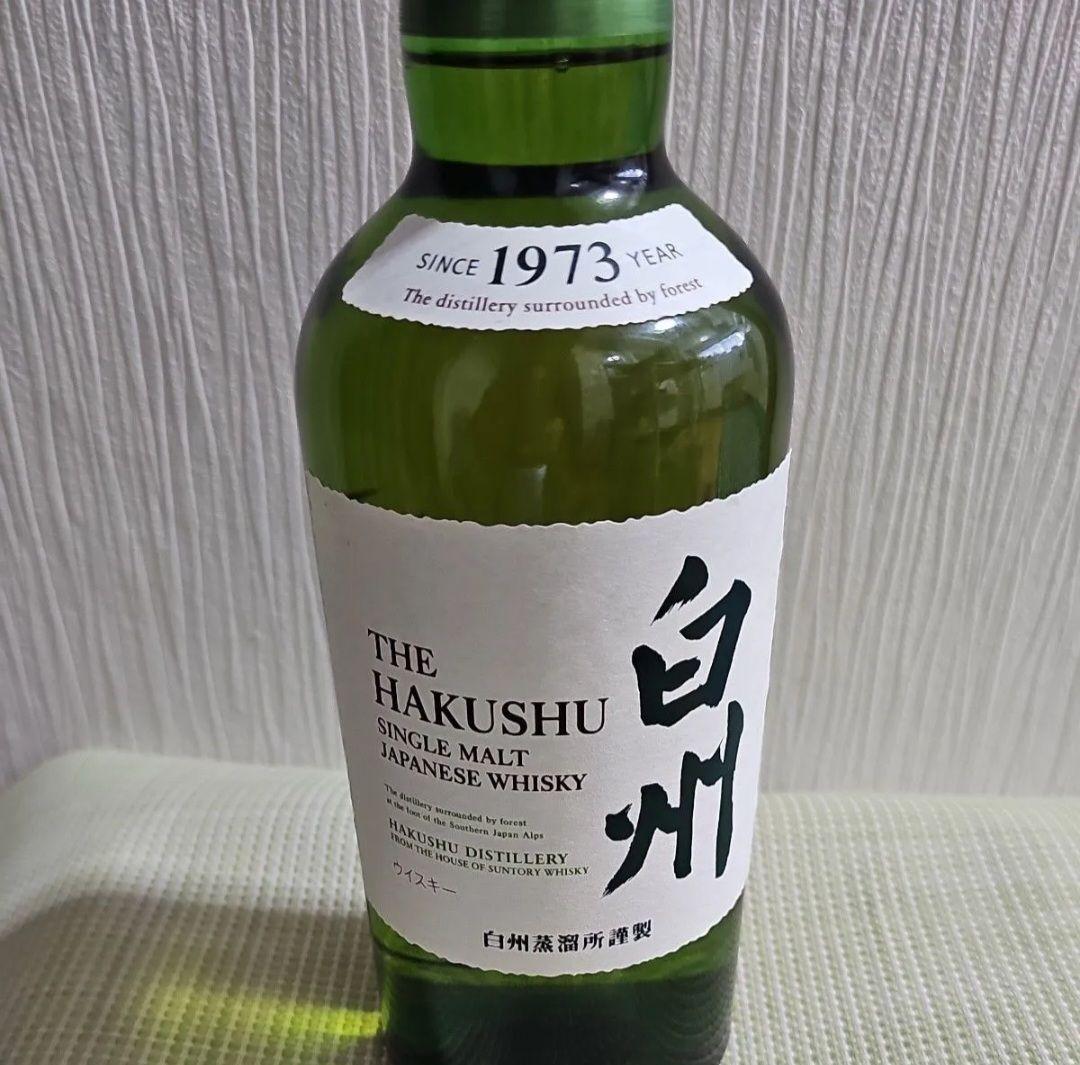 SINCE 1973 YEAR
The distillery surrounded by forest
白州
THE
HAKUSHU
SINGLE MALT
JAPANESE WHISKY
The distillery surrounded by forest
at the foot of the Southern Japan Alps
HAKUSHU DISTILLERY
FROM THE HOUSE OF SUNTORY WHISKY
ウイスキー
白州蒸溜所謹製